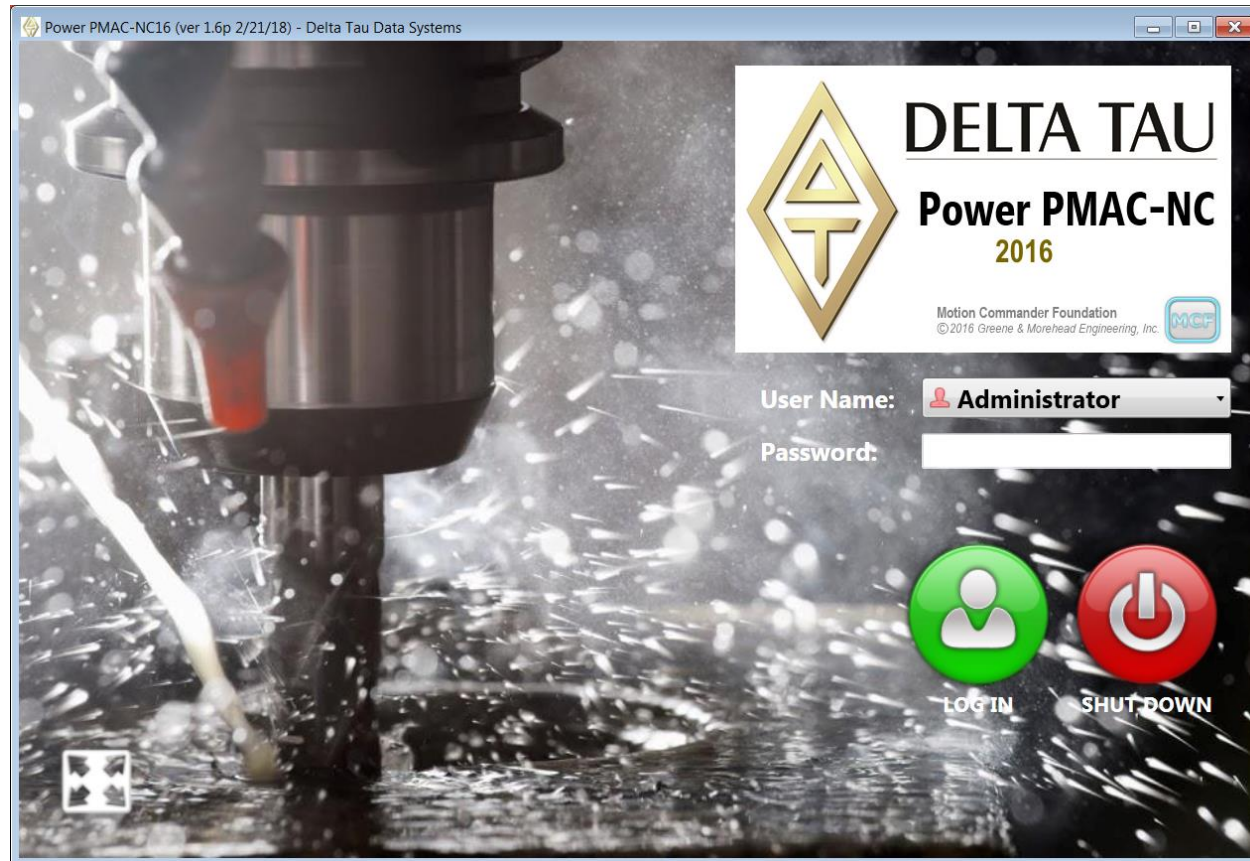 Power PMAC-NC16 (ver 1.6p 2/21/18) - Delta Tau Data Systems
DELTA TAU
Power PMAC-NC
2016
Motion Commander Foundation
©2016 Greene & Morehead Engineering, Inc.
MCF
User Name: Administrator
Password:
LOG IN SHUT DOWN